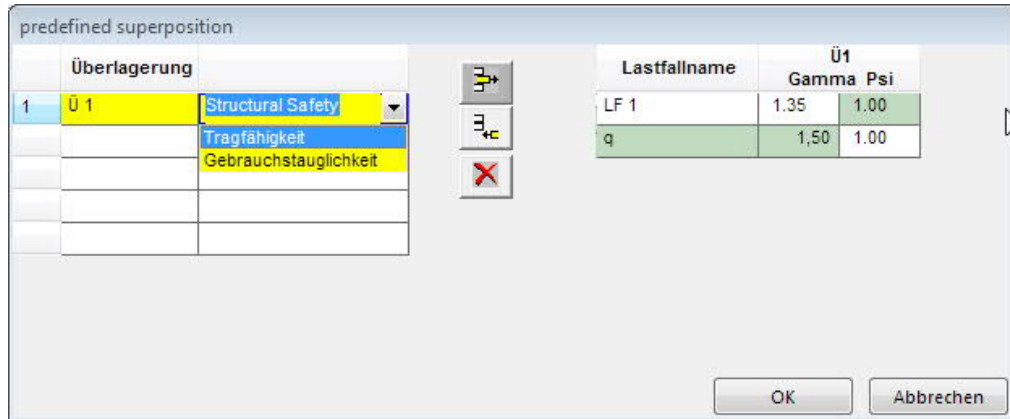 predefined superposition
Überlagerung
1 Ü 1 Structural Safety
Tragfähigkeit
Gebrauchstauglichkeit
Ü1
Lastfallname Gamma Psi
LF 1 1.35 1.00
q 1,50 1.00
OK Abbrechen